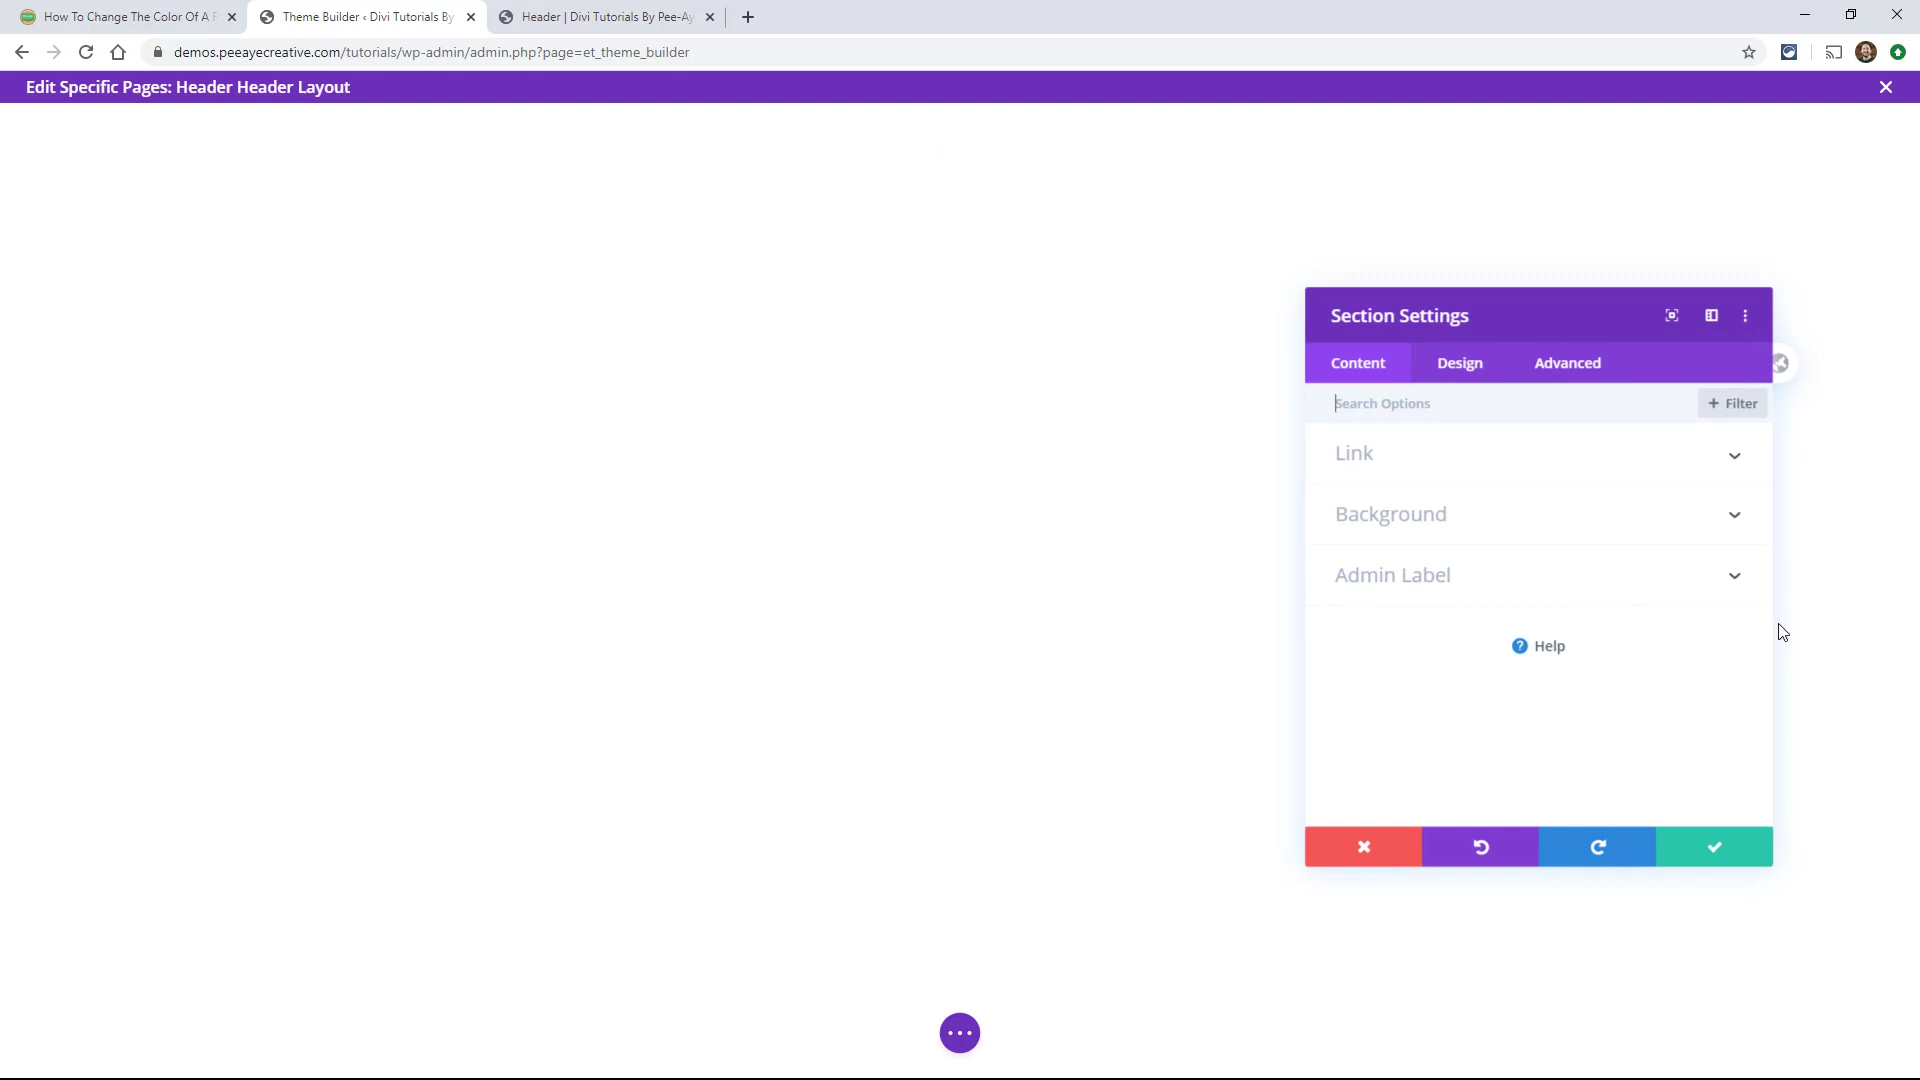 How To Change The Color Of A F
Theme Builder ‹ Divi Tutorials By
Header | Divi Tutorials By Pee-Ay
demos.peeayecreative.com/tutorials/wp-admin/admin.php?page=et_theme_builder
Edit Specific Pages: Header Header Layout
Section Settings
Content Design Advanced
Search Options + Filter
Link
Background
Admin Label
? Help